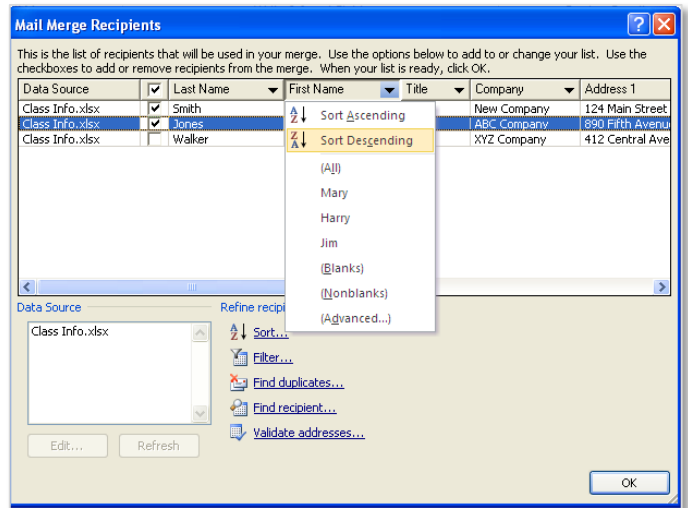 Mail Merge Recipients
This is the list of recipients that will be used in your merge. Use the options below to add to or change your list. Use the
checkboxes to add or remove recipients from the merge. When your list is ready, click OK.
Data Source Last Name First Name Title Company Address 1
Class Info.xlsx Smith New Company 124 Main Street
Class Info.xlsx Jones ABC Company 890 Fifth Avenu
Class Info.xlsx Walker XYZ Company 412 Central Ave
Sort Ascending
Sort Descending
(All)
Mary
Harry
Jim
(Blanks)
(Nonblanks)
(Advanced...)
Data Source
Class Info.xlsx
Edit... Refresh
Refine recipi
Sort...
Filter...
Find duplicates...
Find recipient...
Validate addresses...
OK